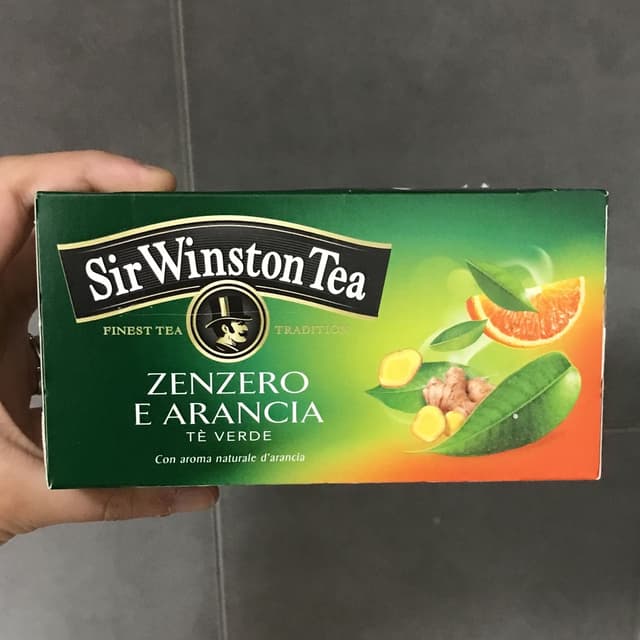 Sir Winston Tea
FINEST TEA TRADITION
ZENZERO
E ARANCIA
TÈ VERDE
Con aroma naturale d'arancia